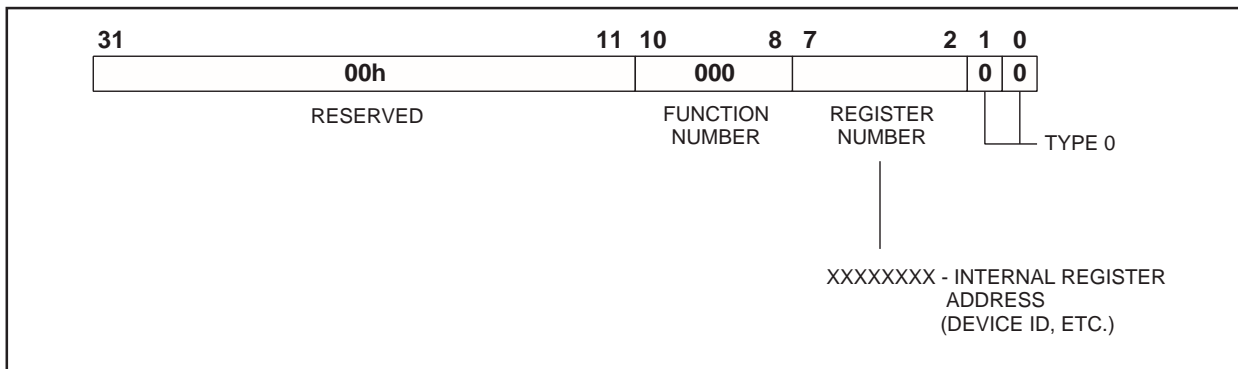 31 11 10 8 7 2 1 0
00h 000 0 0
RESERVED FUNCTION NUMBER REGISTER NUMBER
TYPE 0
XXXXXXXX - INTERNAL REGISTER
ADDRESS
(DEVICE ID, ETC.)